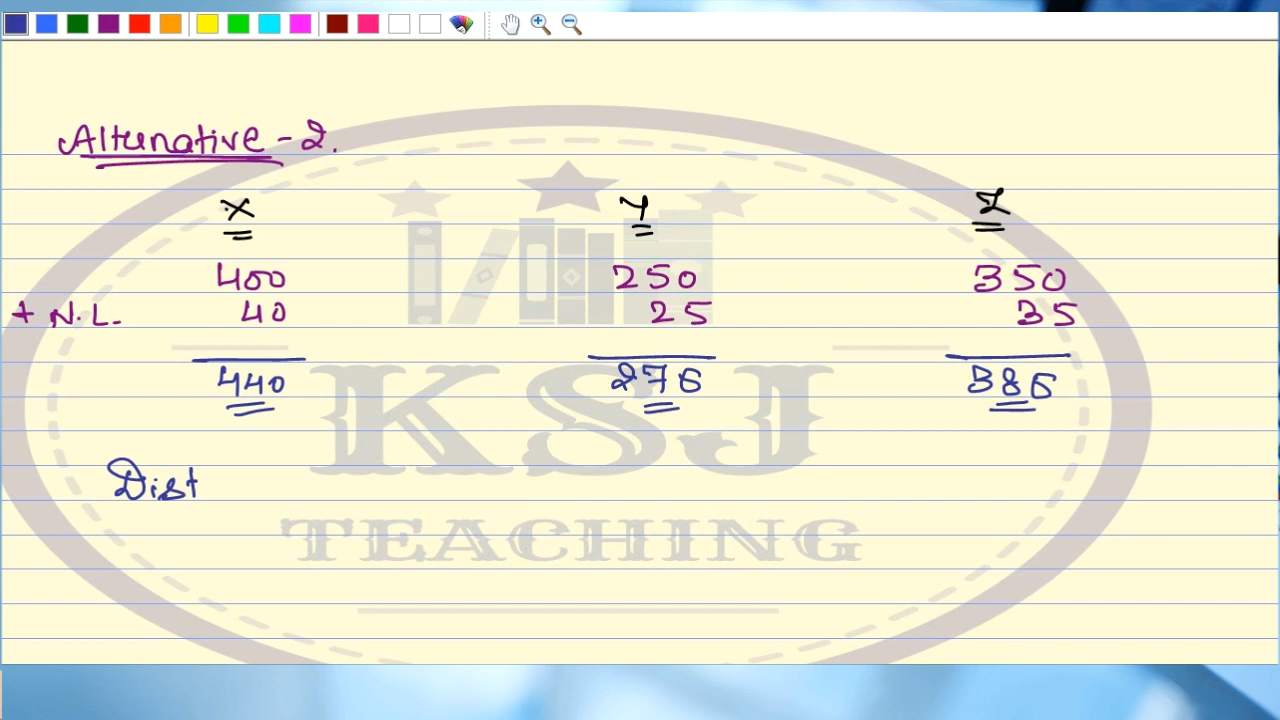 Alternative - 2.
X Y Z
400 250 350
+ N.L. 40 25 35
440 275 385
Dist
KSJ
TEACHING